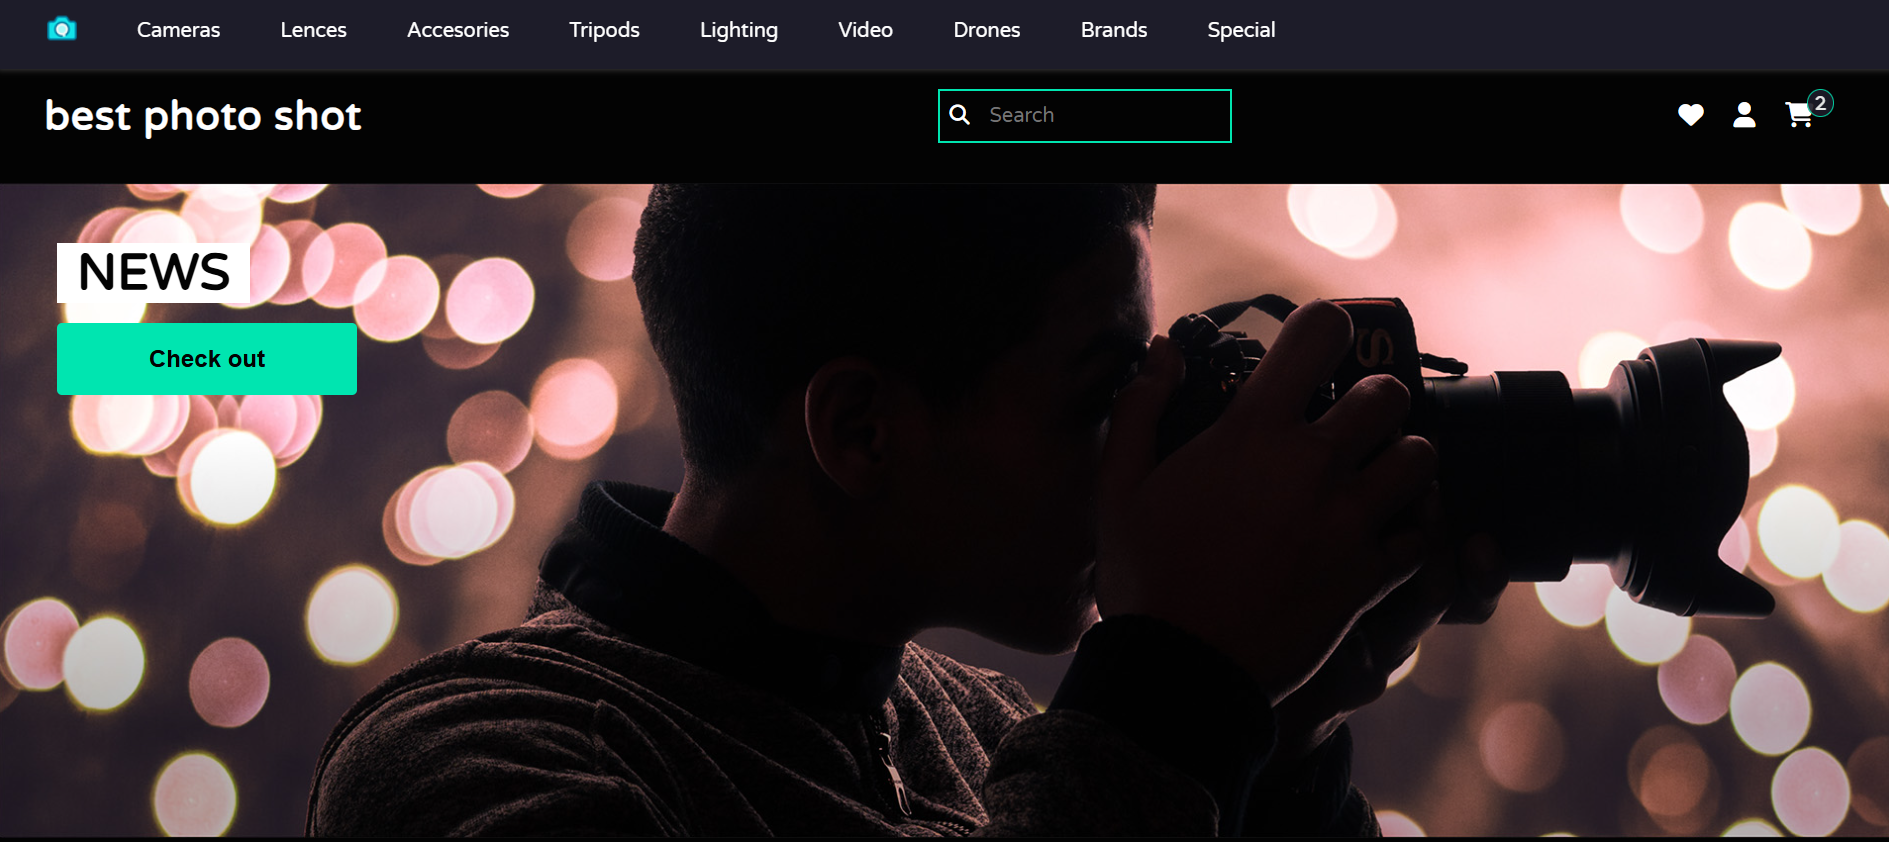 Cameras Lences Accesories Tripods Lighting Video Drones Brands Special
best photo shot
Search
2
NEWS
Check out